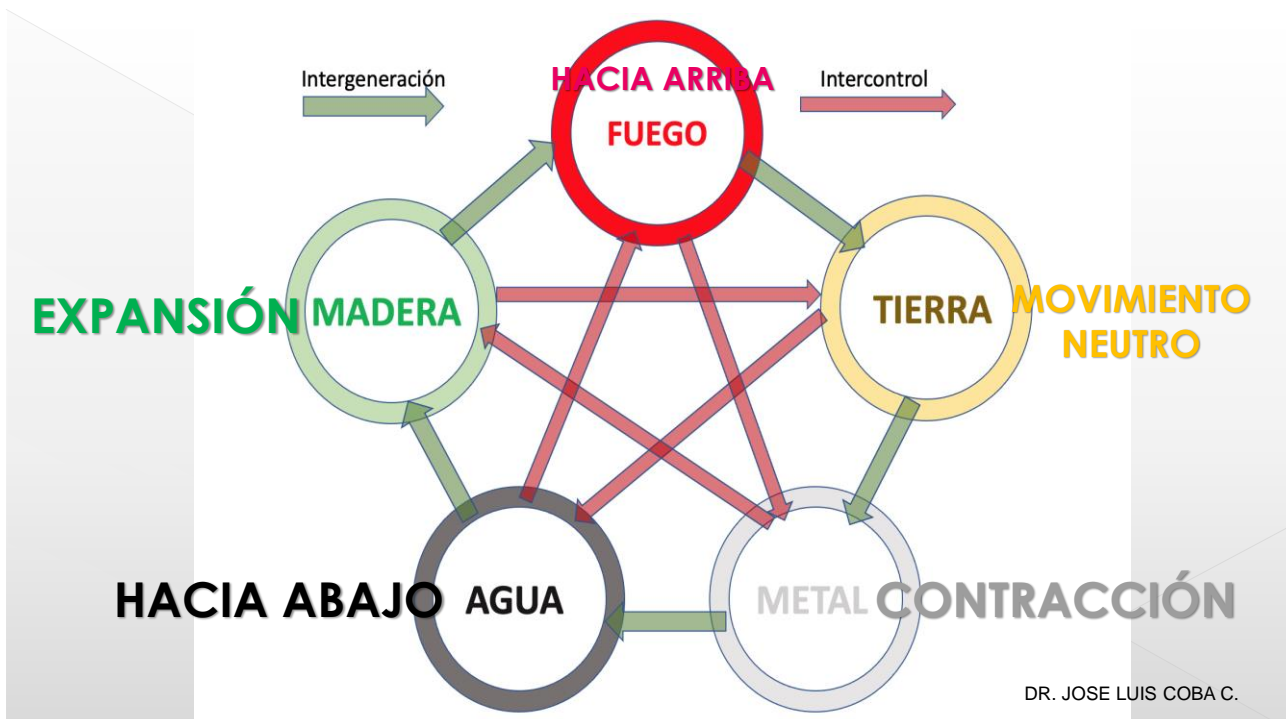 Intergeneración
HACIA ARRIBA
Intercontrol
FUEGO
EXPANSIÓN
MADERA
TIERRA
MOVIMIENTO
NEUTRO
HACIA ABAJO
AGUA
METAL
CONTRACCIÓN
DR. JOSE LUIS COBA C.